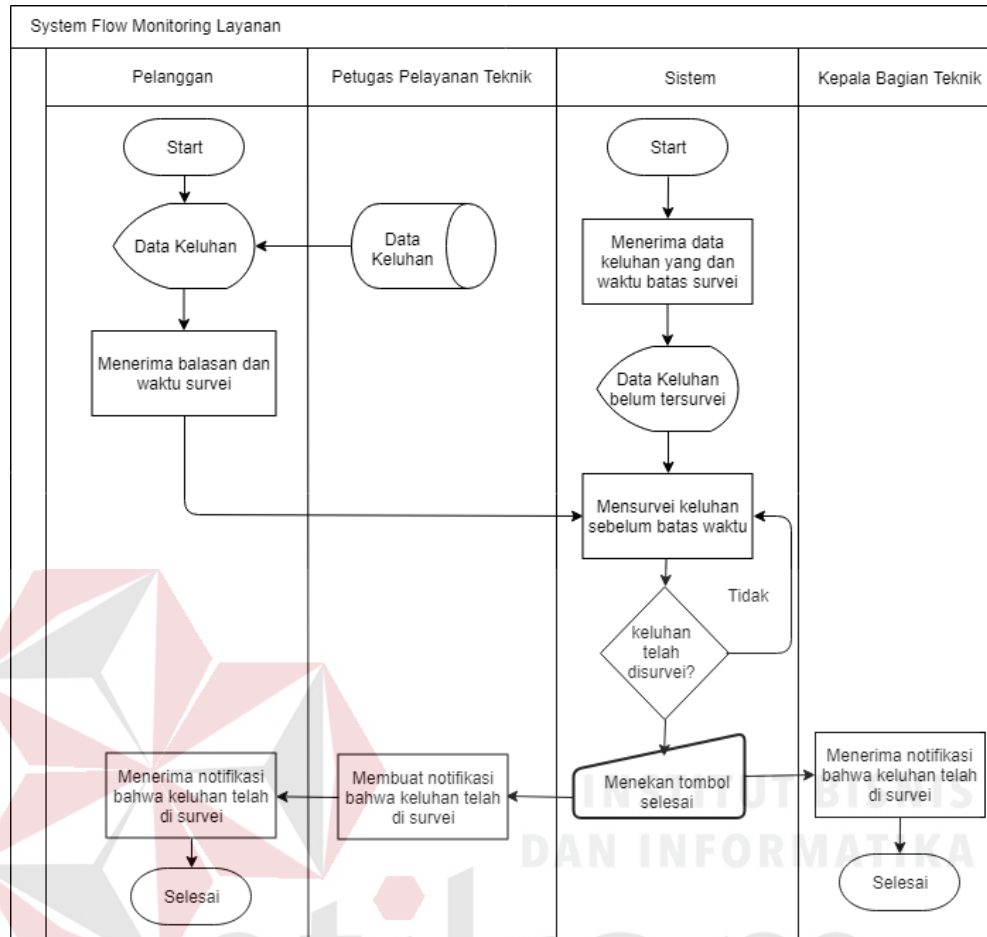 System Flow Monitoring Layanan
Pelanggan
Petugas Pelayanan Teknik
Sistem
Kepala Bagian Teknik
Start
Start
Data Keluhan
Data
Keluhan
Menerima data
keluhan yang dan
waktu batas survei
Menerima balasan dan
waktu survei
Data Keluhan
belum tersurvei
Mensurvei keluhan
sebelum batas waktu
Tidak
keluhan
telah
disurvei?
Menerima notifikasi
bahwa keluhan telah
di survei
Membuat notifikasi
bahwa keluhan telah
di survei
Menekan tombol
selesai
Menerima notifikasi
bahwa keluhan telah
di survei
INSTITUT BISNIS
DAN INFORMATIKA
Selesai
Selesai